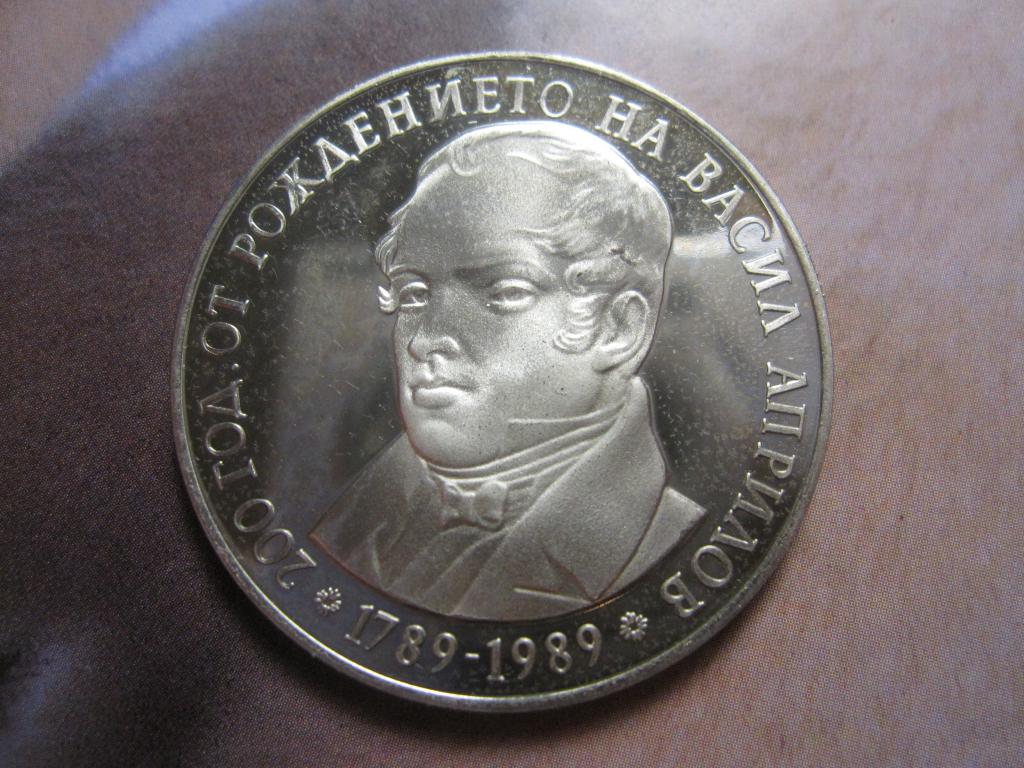 200 ГОД. ОТ РОЖДЕНИЕТО НА ВАСИЛ АПРИЛОВ
1789-1989